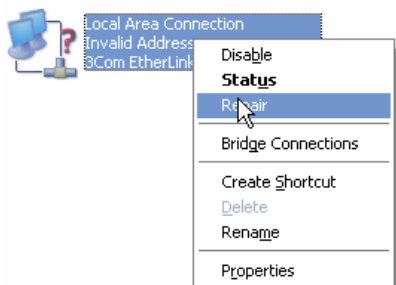 Local Area Connection
Invalid Address
3Com EtherLink
Disable
Status
Repair
Bridge Connections
Create Shortcut
Delete
Rename
Properties